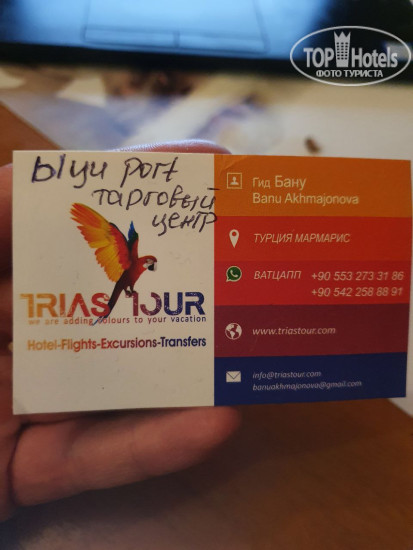 TOP Hotels
ФОТО ТУРИСТА
ыци port
тарговый
центр
TRIAS TOUR
we are adding colours to your vacation
Hotel-Flights-Excursions-Transfers
Гид Бану
Banu Akhmajonova
ТУРЦИЯ МАРМАРИС
ВАТЦАПП +90 553 273 31 86
+90 542 258 88 91
www.triastour.com
info@triastour.com
banuakhmajonova@gmail.com